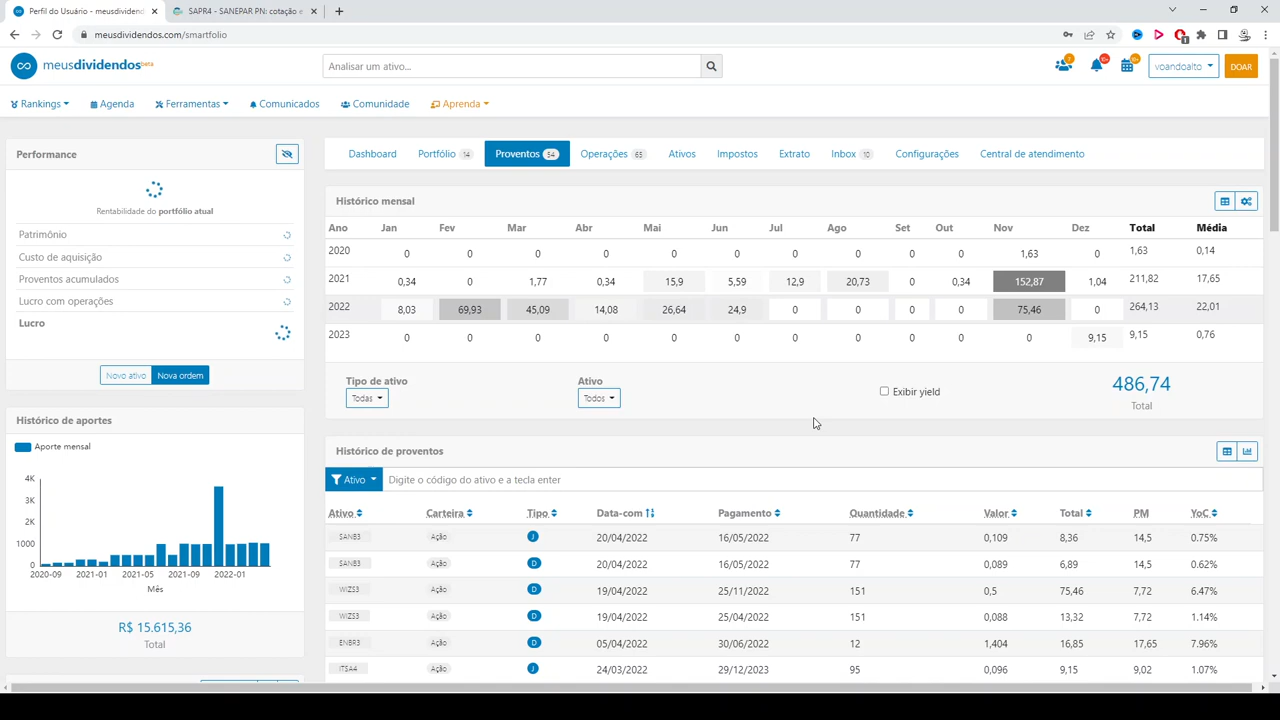 Perfil do Usuário - meusdividend
SAPR4 - SANEPAR PN: cotação e
meusdividendos.com/smartfolio
1
meusdividendos beta
Analisar um ativo...
voandoalto
DOAR
Rankings
Agenda
Ferramentas
Comunicados
Comunidade
Aprenda
Performance
Dashboard
Portfólio 14
Proventos 54
Operações 65
Ativos
Impostos
Extrato
Inbox 10
Configurações
Central de atendimento
Rentabilidade do portfólio atual
Patrimônio
Custo de aquisição
Proventos acumulados
Lucro com operações
Lucro
Novo ativo
Nova ordem
Histórico mensal
Ano Jan Fev Mar Abr Mai Jun Jul Ago Set Out Nov Dez Total Média
2020 0 0 0 0 0 0 0 0 0 0 1,63 0 1,63 0,14
2021 0,34 0 1,77 0,34 15,9 5,59 12,9 20,73 0 0,34 152,87 1,04 211,82 17,65
2022 8,03 69,93 45,09 14,08 26,64 24,9 0 0 0 0 75,46 0 264,13 22,01
2023 0 0 0 0 0 0 0 0 0 0 0 9,15 9,15 0,76
Tipo de ativo
Todas
Ativo
Todos
Exibir yield
486,74
Total
Histórico de aportes
Aporte mensal
4K
3K
2K
1000
0
2020-09 2021-01 2021-05 2021-09 2022-01
Mês
R$ 15.615,36
Total
Histórico de proventos
Ativo
Digite o código do ativo e a tecla enter
Ativo Carteira Tipo Data-com Pagamento Quantidade Valor Total PM YoC
SANB3 Ação J 20/04/2022 16/05/2022 77 0,109 8,36 14,5 0.75%
SANB3 Ação D 20/04/2022 16/05/2022 77 0,089 6,89 14,5 0.62%
WIZS3 Ação D 19/04/2022 25/11/2022 151 0,5 75,46 7,72 6.47%
WIZS3 Ação D 19/04/2022 25/04/2022 151 0,088 13,32 7,72 1.14%
ENBR3 Ação D 05/04/2022 30/06/2022 12 1,404 16,85 17,65 7.96%
ITSA4 Ação J 24/03/2022 29/12/2023 95 0,096 9,15 9,02 1.07%